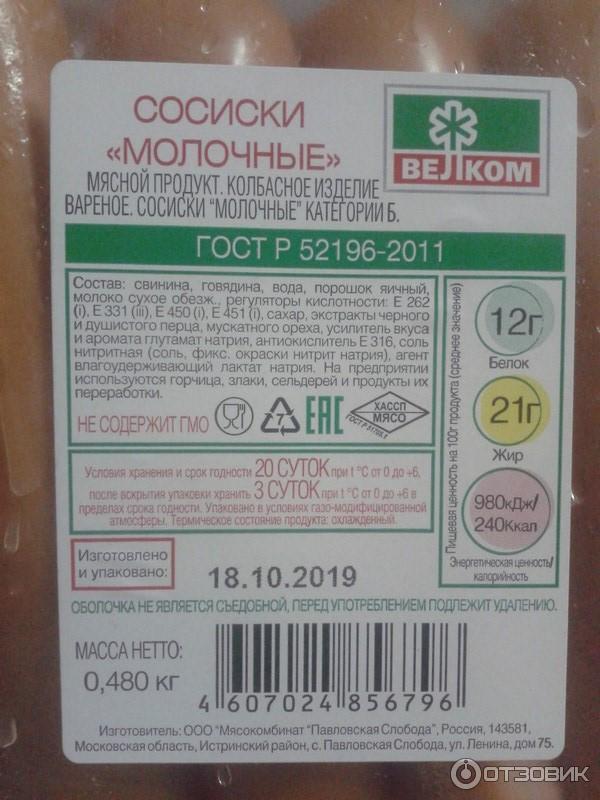 СОСИСКИ
«МОЛОЧНЫЕ»
ВЕЛКОМ
МЯСНОЙ ПРОДУКТ. КОЛБАСНОЕ ИЗДЕЛИЕ
ВАРЕНОЕ. СОСИСКИ "МОЛОЧНЫЕ" КАТЕГОРИИ Б.
ГОСТ Р 52196-2011
Состав: свинина, говядина, вода, порошок яичный,
молоко сухое обезж., регуляторы кислотности: Е 262
(i), Е 331 (iii), Е 450 (i), Е 451 (i), сахар, экстракты черного
и душистого перца, мускатного ореха, усилитель вкуса
и аромата глутамат натрия, антиокислитель Е 316, соль
нитритная (соль, фикс. окраски нитрит натрия), агент
влагоудерживающий лактат натрия. На предприятии
используются горчица, злаки, сельдерей и продукты их
переработки.
НЕ СОДЕРЖИТ ГМО
7
ЕАС
ХАССП
МЯСО
Пищевая ценность на 100г продукта (среднее значение)
12г
Белок
21г
Жир
980кДж/
240Ккал
Энергетическая ценность/
калорийность
Условия хранения и срок годности 20 СУТОК при t °С от 0 до +6,
после вскрытия упаковки хранить 3 СУТОК при t °С от 0 до +6 в
пределах срока годности. Упаковано в условиях газо-модифицированной
атмосферы. Термическое состояние продукта: охлажденный.
Изготовлено
и упаковано:
18.10.2019
ОБОЛОЧКА НЕ ЯВЛЯЕТСЯ СЪЕДОБНОЙ, ПЕРЕД УПОТРЕБЛЕНИЕМ ПОДЛЕЖИТ УДАЛЕНИЮ.
МАССА НЕТТО:
0,480 кг
4 607024 856796
Изготовитель: ООО "Мясокомбинат "Павловская Слобода", Россия, 143581,
Московская область, Истринский район, с. Павловская Слобода, ул. Ленина, дом 75.
ОТЗОВИК